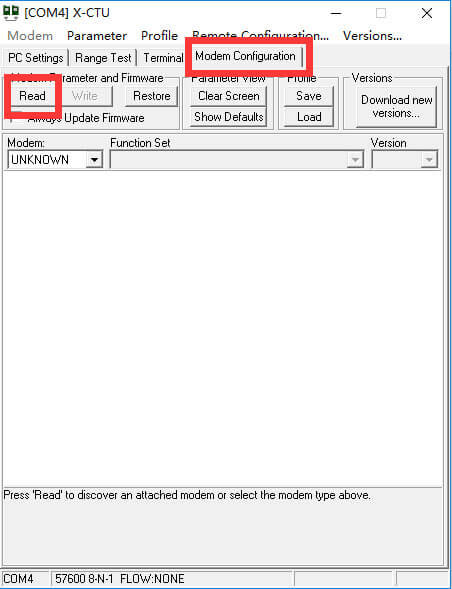 [COM4] X-CTU
Modem Parameter Profile Remote Configuration... Versions...
PC Settings Range Test Terminal Modem Configuration
Modem Parameter and Firmware Parameter View Profile Versions
Read Write Restore Clear Screen Save Download new versions...
Always Update Firmware Show Defaults Load
Modem: Function Set Version
UNKNOWN
Press 'Read' to discover an attached modem or select the modem type above.
COM4 57600 8-N-1 FLOW:NONE